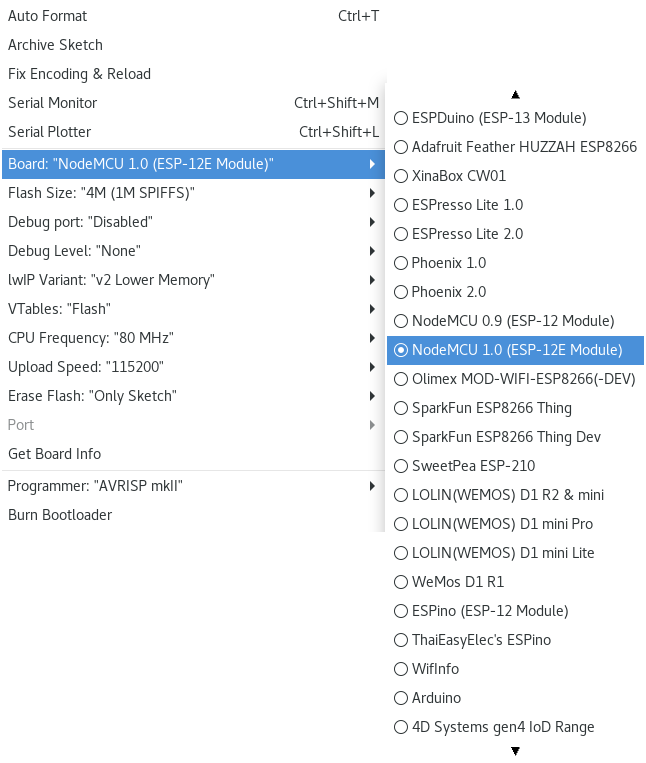 Auto Format Ctrl+T
Archive Sketch
Fix Encoding & Reload
Serial Monitor Ctrl+Shift+M
Serial Plotter Ctrl+Shift+L
Board: "NodeMCU 1.0 (ESP-12E Module)"
Flash Size: "4M (1M SPIFFS)"
Debug port: "Disabled"
Debug Level: "None"
lwIP Variant: "v2 Lower Memory"
VTables: "Flash"
CPU Frequency: "80 MHz"
Upload Speed: "115200"
Erase Flash: "Only Sketch"
Port
Get Board Info
Programmer: "AVRISP mkII"
Burn Bootloader
ESPDuino (ESP-13 Module)
Adafruit Feather HUZZAH ESP8266
XinaBox CW01
ESPresso Lite 1.0
ESPresso Lite 2.0
Phoenix 1.0
Phoenix 2.0
NodeMCU 0.9 (ESP-12 Module)
NodeMCU 1.0 (ESP-12E Module)
Olimex MOD-WIFI-ESP8266(-DEV)
SparkFun ESP8266 Thing
SparkFun ESP8266 Thing Dev
SweetPea ESP-210
LOLIN(WEMOS) D1 R2 & mini
LOLIN(WEMOS) D1 mini Pro
LOLIN(WEMOS) D1 mini Lite
WeMos D1 R1
ESPino (ESP-12 Module)
ThaiEasyElec's ESPino
WifInfo
Arduino
4D Systems gen4 IoD Range